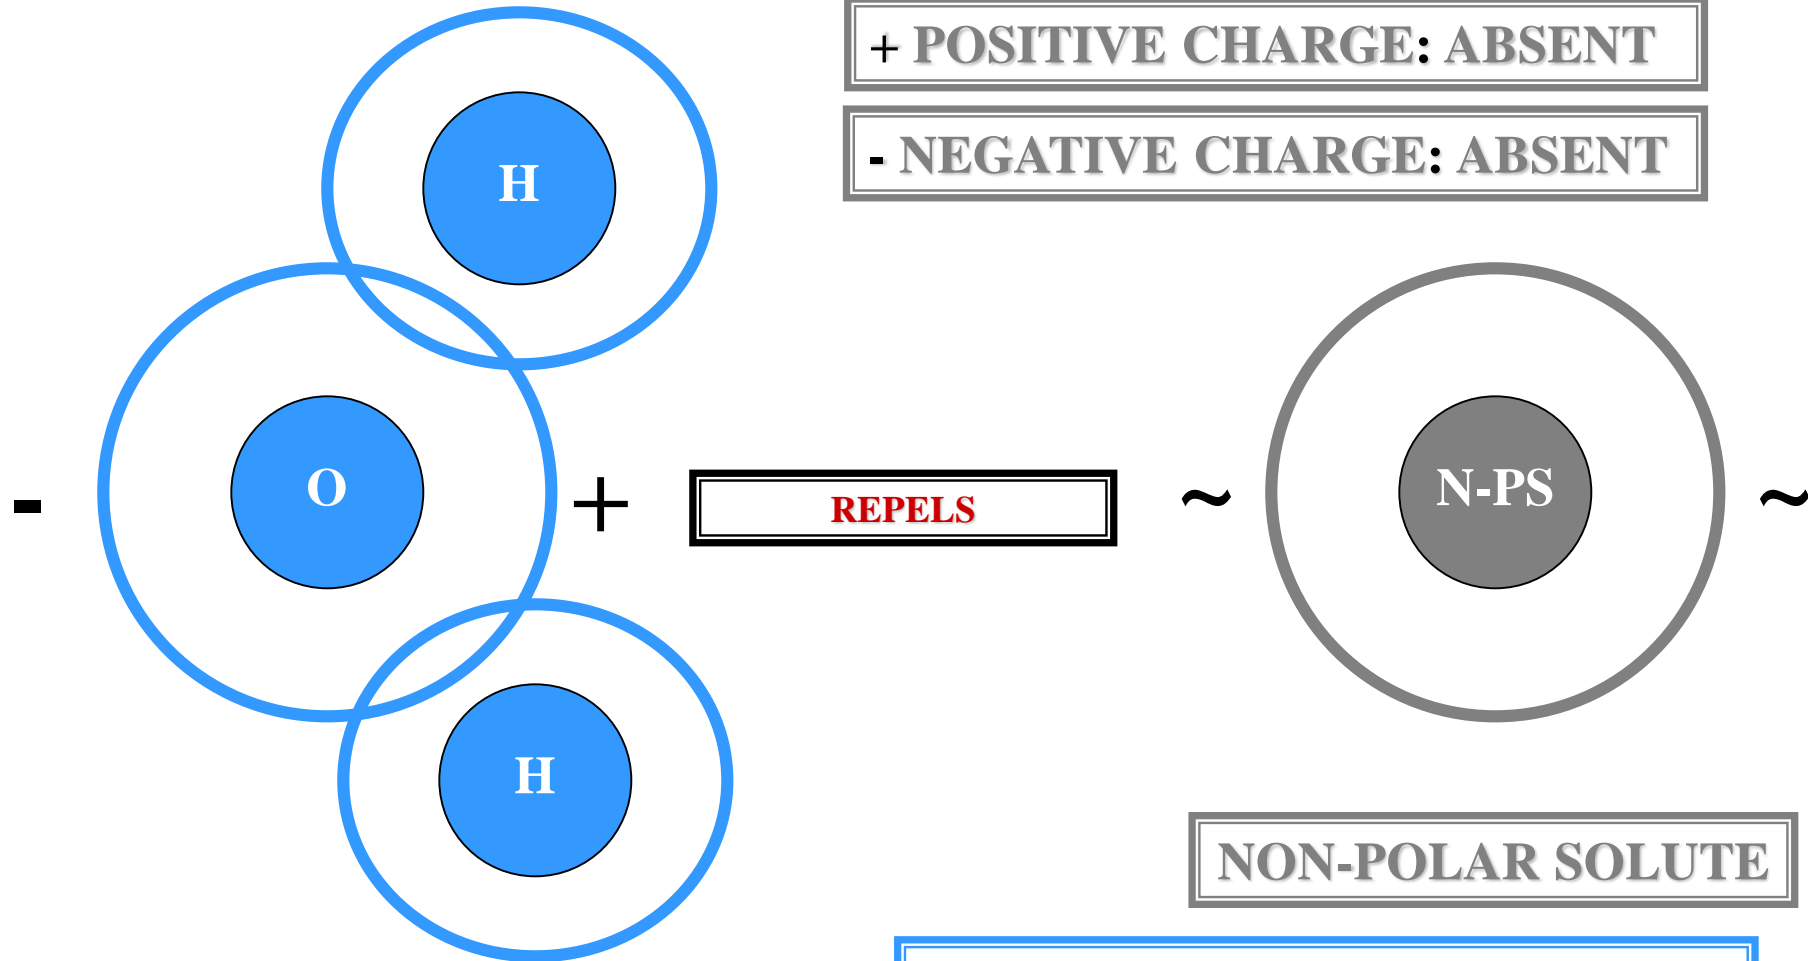 + POSITIVE CHARGE: ABSENT
- NEGATIVE CHARGE: ABSENT
H
- O + REPELS ~ N-PS ~
H
NON-POLAR SOLUTE